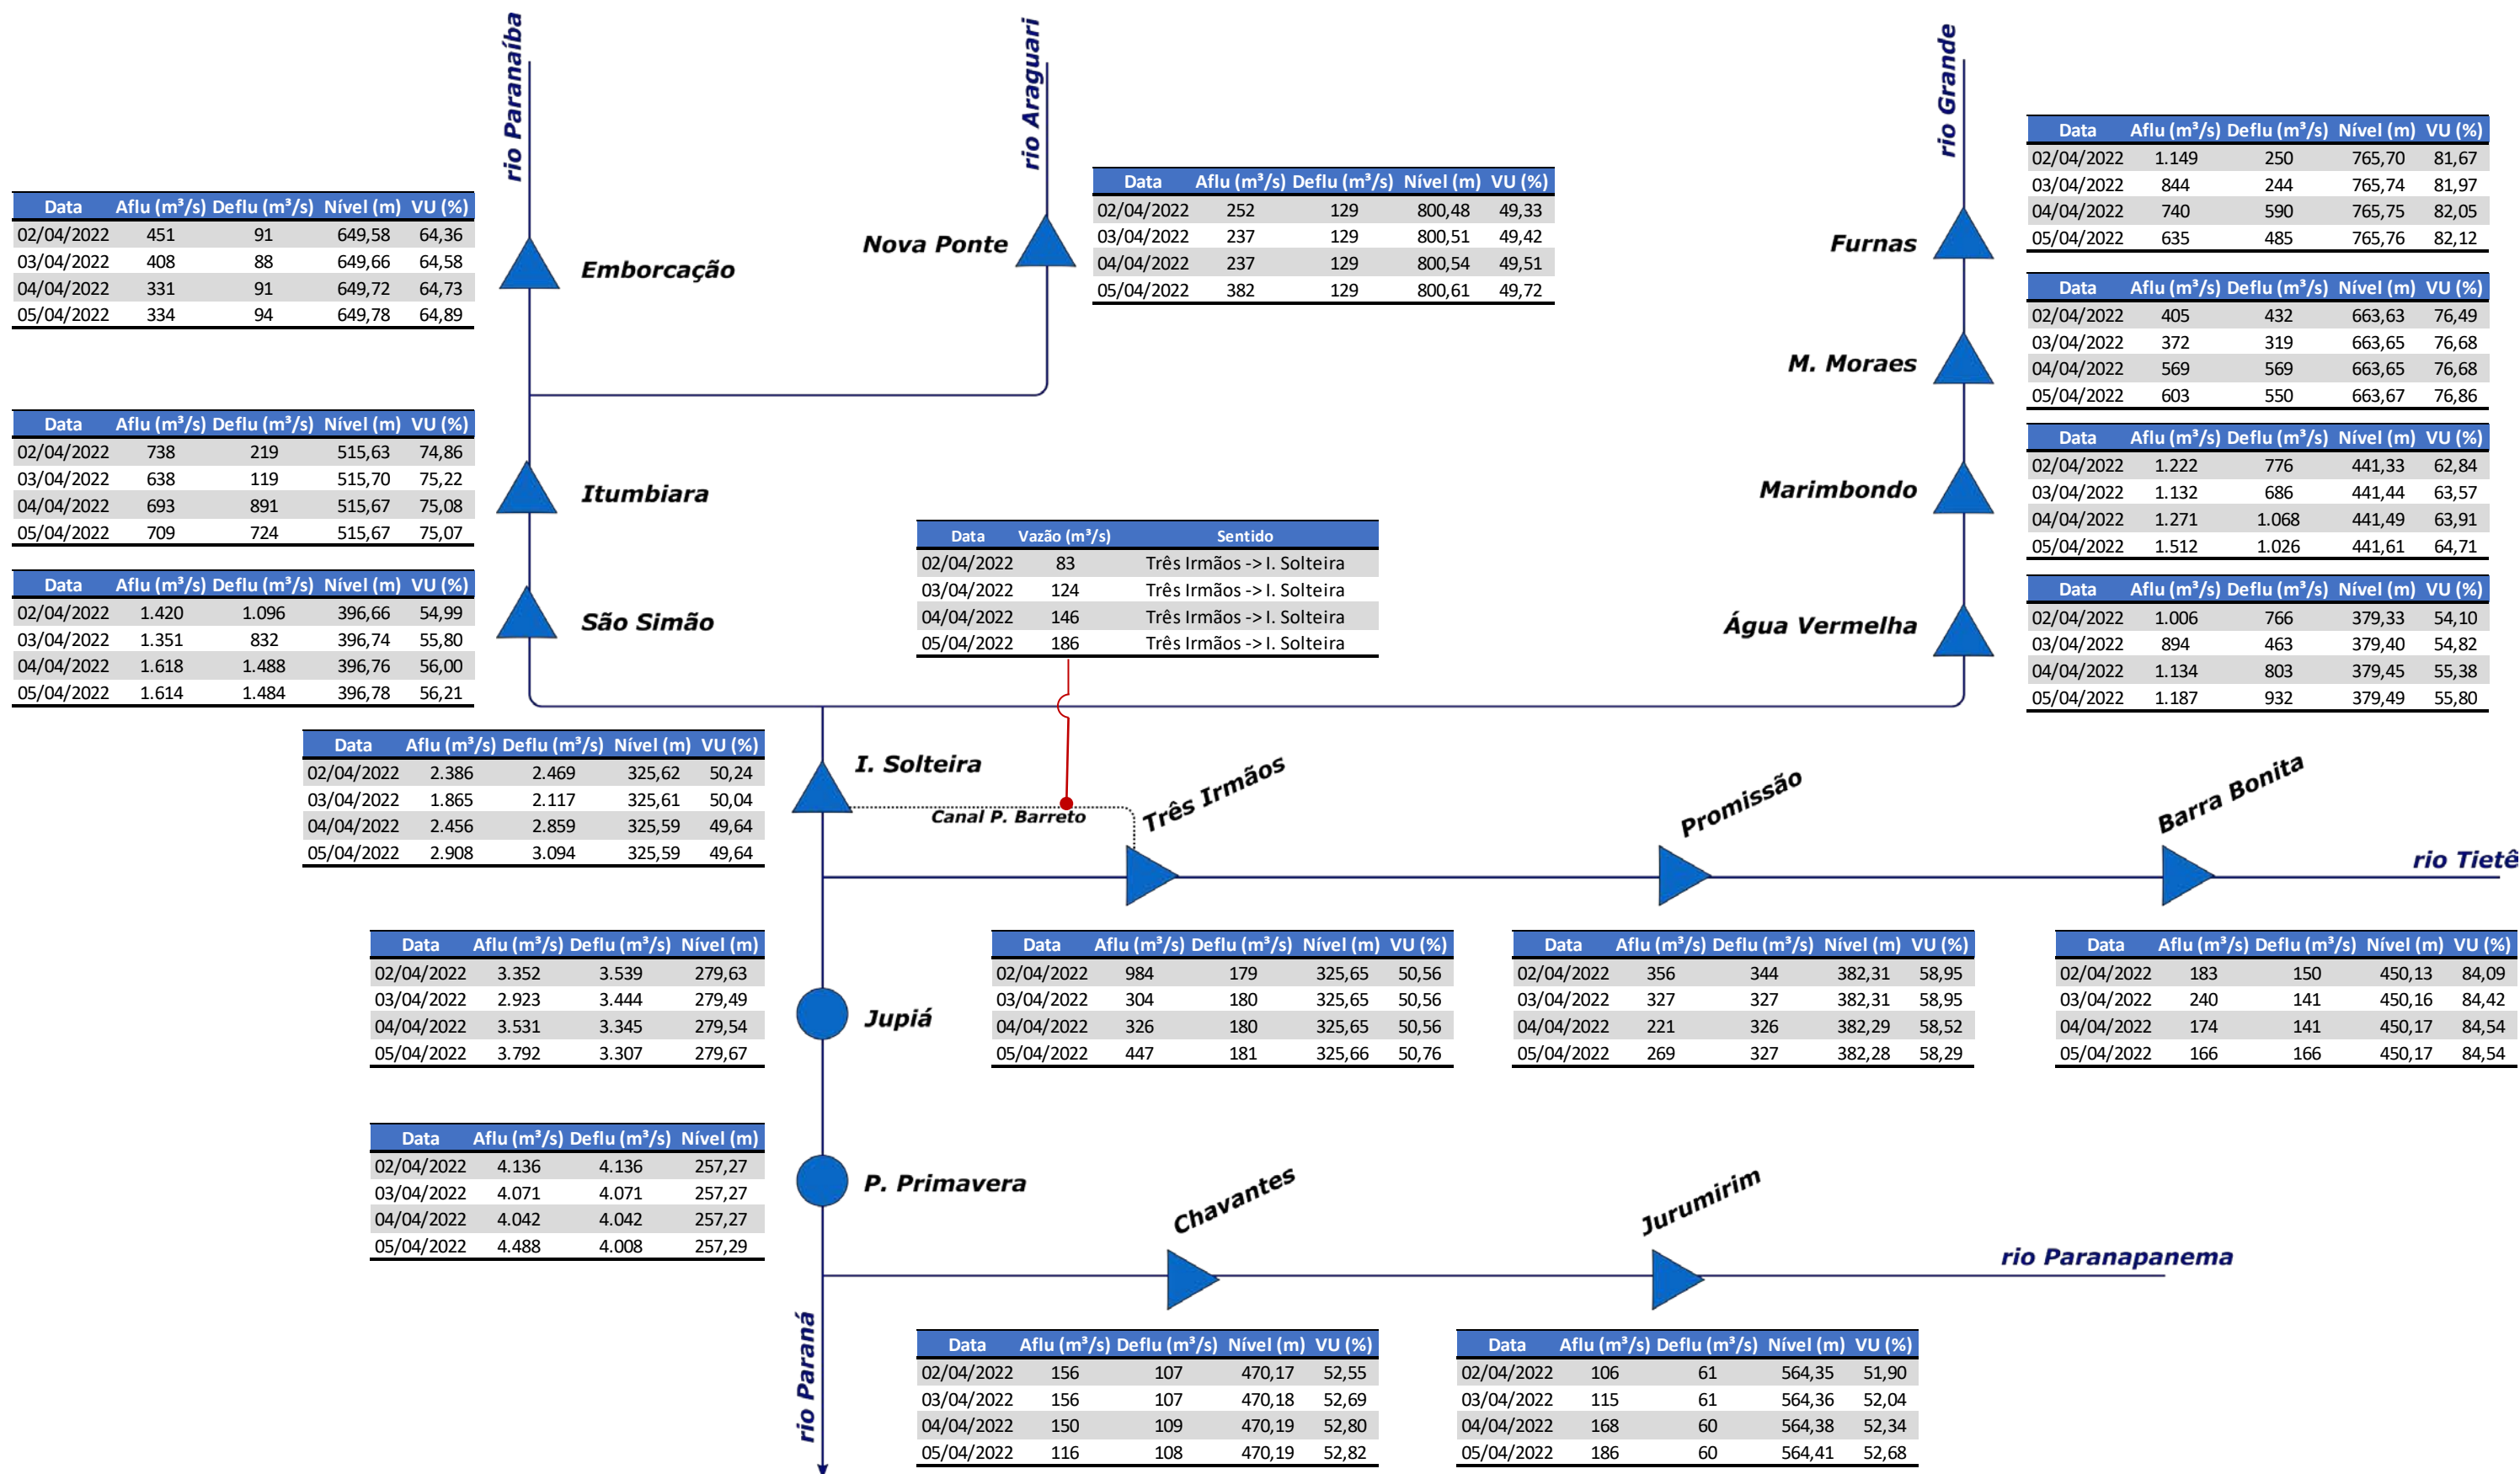 rio Paranaíba
rio Araguari
rio Grande
Data Aflu (m³/s) Deflu (m³/s) Nível (m) VU (%)
02/04/2022 451 91 649,58 64,36
03/04/2022 408 88 649,66 64,58
04/04/2022 331 91 649,72 64,73
05/04/2022 334 94 649,78 64,89
Emborcação
Nova Ponte
Data Aflu (m³/s) Deflu (m³/s) Nível (m) VU (%)
02/04/2022 252 129 800,48 49,33
03/04/2022 237 129 800,51 49,42
04/04/2022 237 129 800,54 49,51
05/04/2022 382 129 800,61 49,72
Furnas
Data Aflu (m³/s) Deflu (m³/s) Nível (m) VU (%)
02/04/2022 1.149 250 765,70 81,67
03/04/2022 844 244 765,74 81,97
04/04/2022 740 590 765,75 82,05
05/04/2022 635 485 765,76 82,12
M. Moraes
Data Aflu (m³/s) Deflu (m³/s) Nível (m) VU (%)
02/04/2022 405 432 663,63 76,49
03/04/2022 372 319 663,65 76,68
04/04/2022 569 569 663,65 76,68
05/04/2022 603 550 663,67 76,86
Data Aflu (m³/s) Deflu (m³/s) Nível (m) VU (%)
02/04/2022 738 219 515,63 74,86
03/04/2022 638 119 515,70 75,22
04/04/2022 693 891 515,67 75,08
05/04/2022 709 724 515,67 75,07
Itumbiara
Marimbondo
Data Aflu (m³/s) Deflu (m³/s) Nível (m) VU (%)
02/04/2022 1.222 776 441,33 62,84
03/04/2022 1.132 686 441,44 63,57
04/04/2022 1.271 1.068 441,49 63,91
05/04/2022 1.512 1.026 441,61 64,71
Data Aflu (m³/s) Deflu (m³/s) Nível (m) VU (%)
02/04/2022 1.420 1.096 396,66 54,99
03/04/2022 1.351 832 396,74 55,80
04/04/2022 1.618 1.488 396,76 56,00
05/04/2022 1.614 1.484 396,78 56,21
São Simão
Data Vazão (m³/s) Sentido
02/04/2022 83 Três Irmãos -> I. Solteira
03/04/2022 124 Três Irmãos -> I. Solteira
04/04/2022 146 Três Irmãos -> I. Solteira
05/04/2022 186 Três Irmãos -> I. Solteira
Água Vermelha
Data Aflu (m³/s) Deflu (m³/s) Nível (m) VU (%)
02/04/2022 1.006 766 379,33 54,10
03/04/2022 894 463 379,40 54,82
04/04/2022 1.134 803 379,45 55,38
05/04/2022 1.187 932 379,49 55,80
Data Aflu (m³/s) Deflu (m³/s) Nível (m) VU (%)
02/04/2022 2.386 2.469 325,62 50,24
03/04/2022 1.865 2.117 325,61 50,04
04/04/2022 2.456 2.859 325,59 49,64
05/04/2022 2.908 3.094 325,59 49,64
I. Solteira
Canal P. Barreto
Três Irmãos
Promissão
Barra Bonita
rio Tietê
Data Aflu (m³/s) Deflu (m³/s) Nível (m)
02/04/2022 3.352 3.539 279,63
03/04/2022 2.923 3.444 279,49
04/04/2022 3.531 3.345 279,54
05/04/2022 3.792 3.307 279,67
Jupiá
Data Aflu (m³/s) Deflu (m³/s) Nível (m) VU (%)
02/04/2022 984 179 325,65 50,56
03/04/2022 304 180 325,65 50,56
04/04/2022 326 180 325,65 50,56
05/04/2022 447 181 325,66 50,76
Data Aflu (m³/s) Deflu (m³/s) Nível (m) VU (%)
02/04/2022 356 344 382,31 58,95
03/04/2022 327 327 382,31 58,95
04/04/2022 221 326 382,29 58,52
05/04/2022 269 327 382,28 58,29
Data Aflu (m³/s) Deflu (m³/s) Nível (m) VU (%)
02/04/2022 183 150 450,13 84,09
03/04/2022 240 141 450,16 84,42
04/04/2022 174 141 450,17 84,54
05/04/2022 166 166 450,17 84,54
Data Aflu (m³/s) Deflu (m³/s) Nível (m)
02/04/2022 4.136 4.136 257,27
03/04/2022 4.071 4.071 257,27
04/04/2022 4.042 4.042 257,27
05/04/2022 4.488 4.008 257,29
P. Primavera
Chavantes
Jurumirim
rio Paranapanema
rio Paraná
Data Aflu (m³/s) Deflu (m³/s) Nível (m) VU (%)
02/04/2022 156 107 470,17 52,55
03/04/2022 156 107 470,18 52,69
04/04/2022 150 109 470,19 52,80
05/04/2022 116 108 470,19 52,82
Data Aflu (m³/s) Deflu (m³/s) Nível (m) VU (%)
02/04/2022 106 61 564,35 51,90
03/04/2022 115 61 564,36 52,04
04/04/2022 168 60 564,38 52,34
05/04/2022 186 60 564,41 52,68